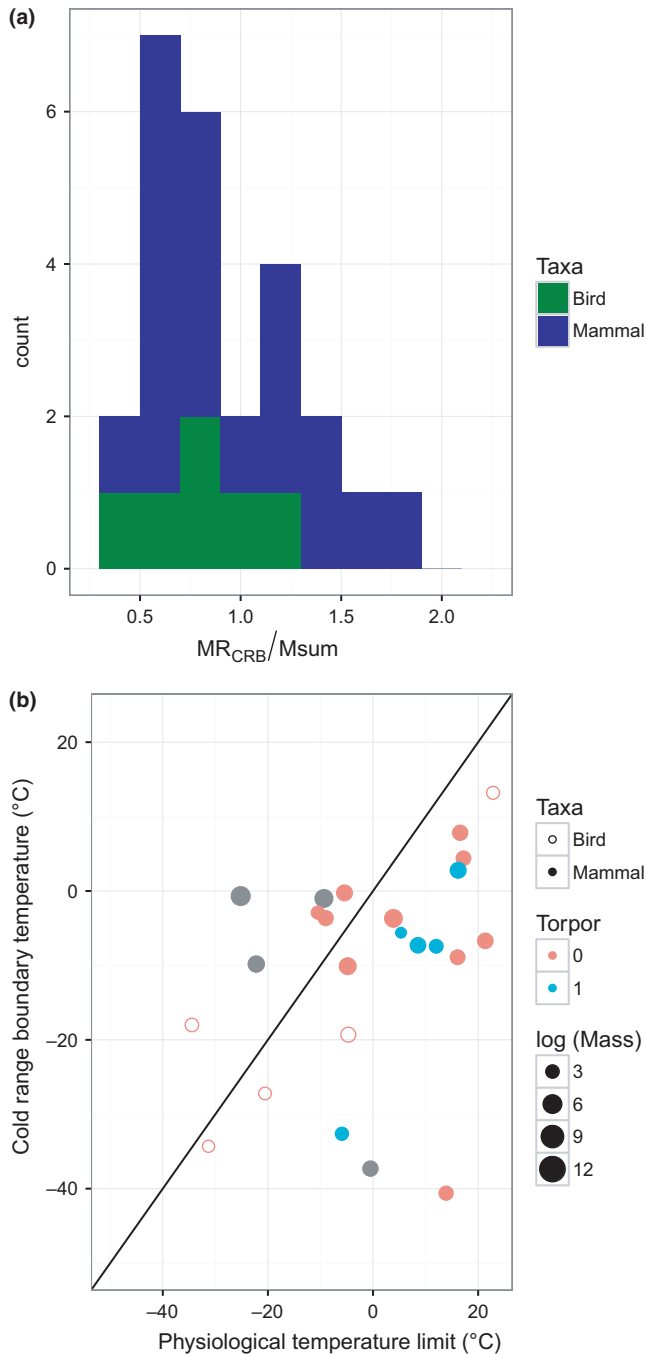 (a)
6
4
2
0
count
0.5 1.0 1.5 2.0
MRCRB/Msum
Taxa
Bird
Mammal
(b)
20
0
−20
−40
Cold range boundary temperature (°C)
−40 −20 0 20
Physiological temperature limit (°C)
Taxa
Bird
Mammal
Torpor
0
1
log (Mass)
3
6
9
12